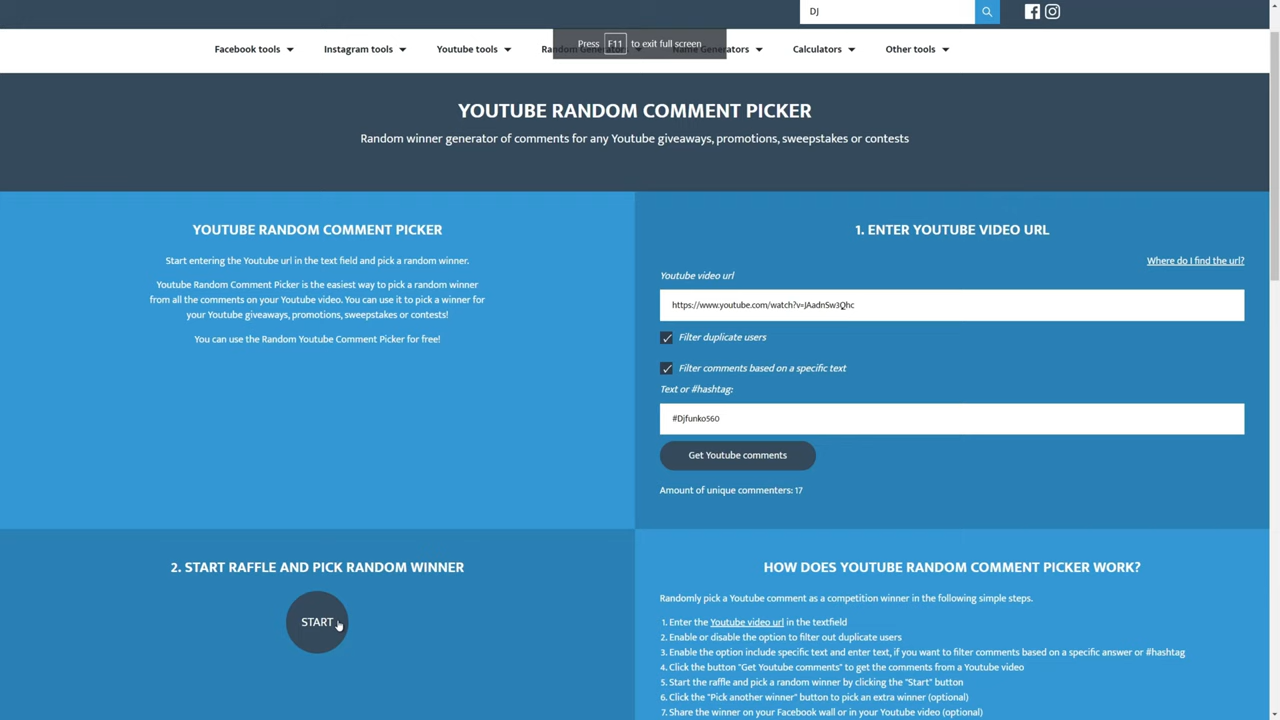 DJ
Press F11 to exit full screen
Facebook tools
Instagram tools
Youtube tools
Random Generators
Name Generators
Calculators
Other tools
YOUTUBE RANDOM COMMENT PICKER
Random winner generator of comments for any Youtube giveaways, promotions, sweepstakes or contests
YOUTUBE RANDOM COMMENT PICKER
Start entering the Youtube url in the text field and pick a random winner.
Youtube Random Comment Picker is the easiest way to pick a random winner
from all the comments on your Youtube video. You can use it to pick a winner for
your Youtube giveaways, promotions, sweepstakes or contests!
You can use the Random Youtube Comment Picker for free!
1. ENTER YOUTUBE VIDEO URL
Where do I find the url?
Youtube video url
https://www.youtube.com/watch?v=JAadnSw3Qhc
Filter duplicate users
Filter comments based on a specific text
Text or #hashtag:
#Djfunko560
Get Youtube comments
Amount of unique commenters: 17
2. START RAFFLE AND PICK RANDOM WINNER
START
HOW DOES YOUTUBE RANDOM COMMENT PICKER WORK?
Randomly pick a Youtube comment as a competition winner in the following simple steps.
1. Enter the Youtube video url in the textfield
2. Enable or disable the option to filter out duplicate users
3. Enable the option include specific text and enter text, if you want to filter comments based on a specific answer or #hashtag
4. Click the button "Get Youtube comments" to get the comments from a Youtube video
5. Start the raffle and pick a random winner by clicking the "Start" button
6. Click the "Pick another winner" button to pick an extra winner (optional)
7. Share the winner on your Facebook wall or in your Youtube video (optional)